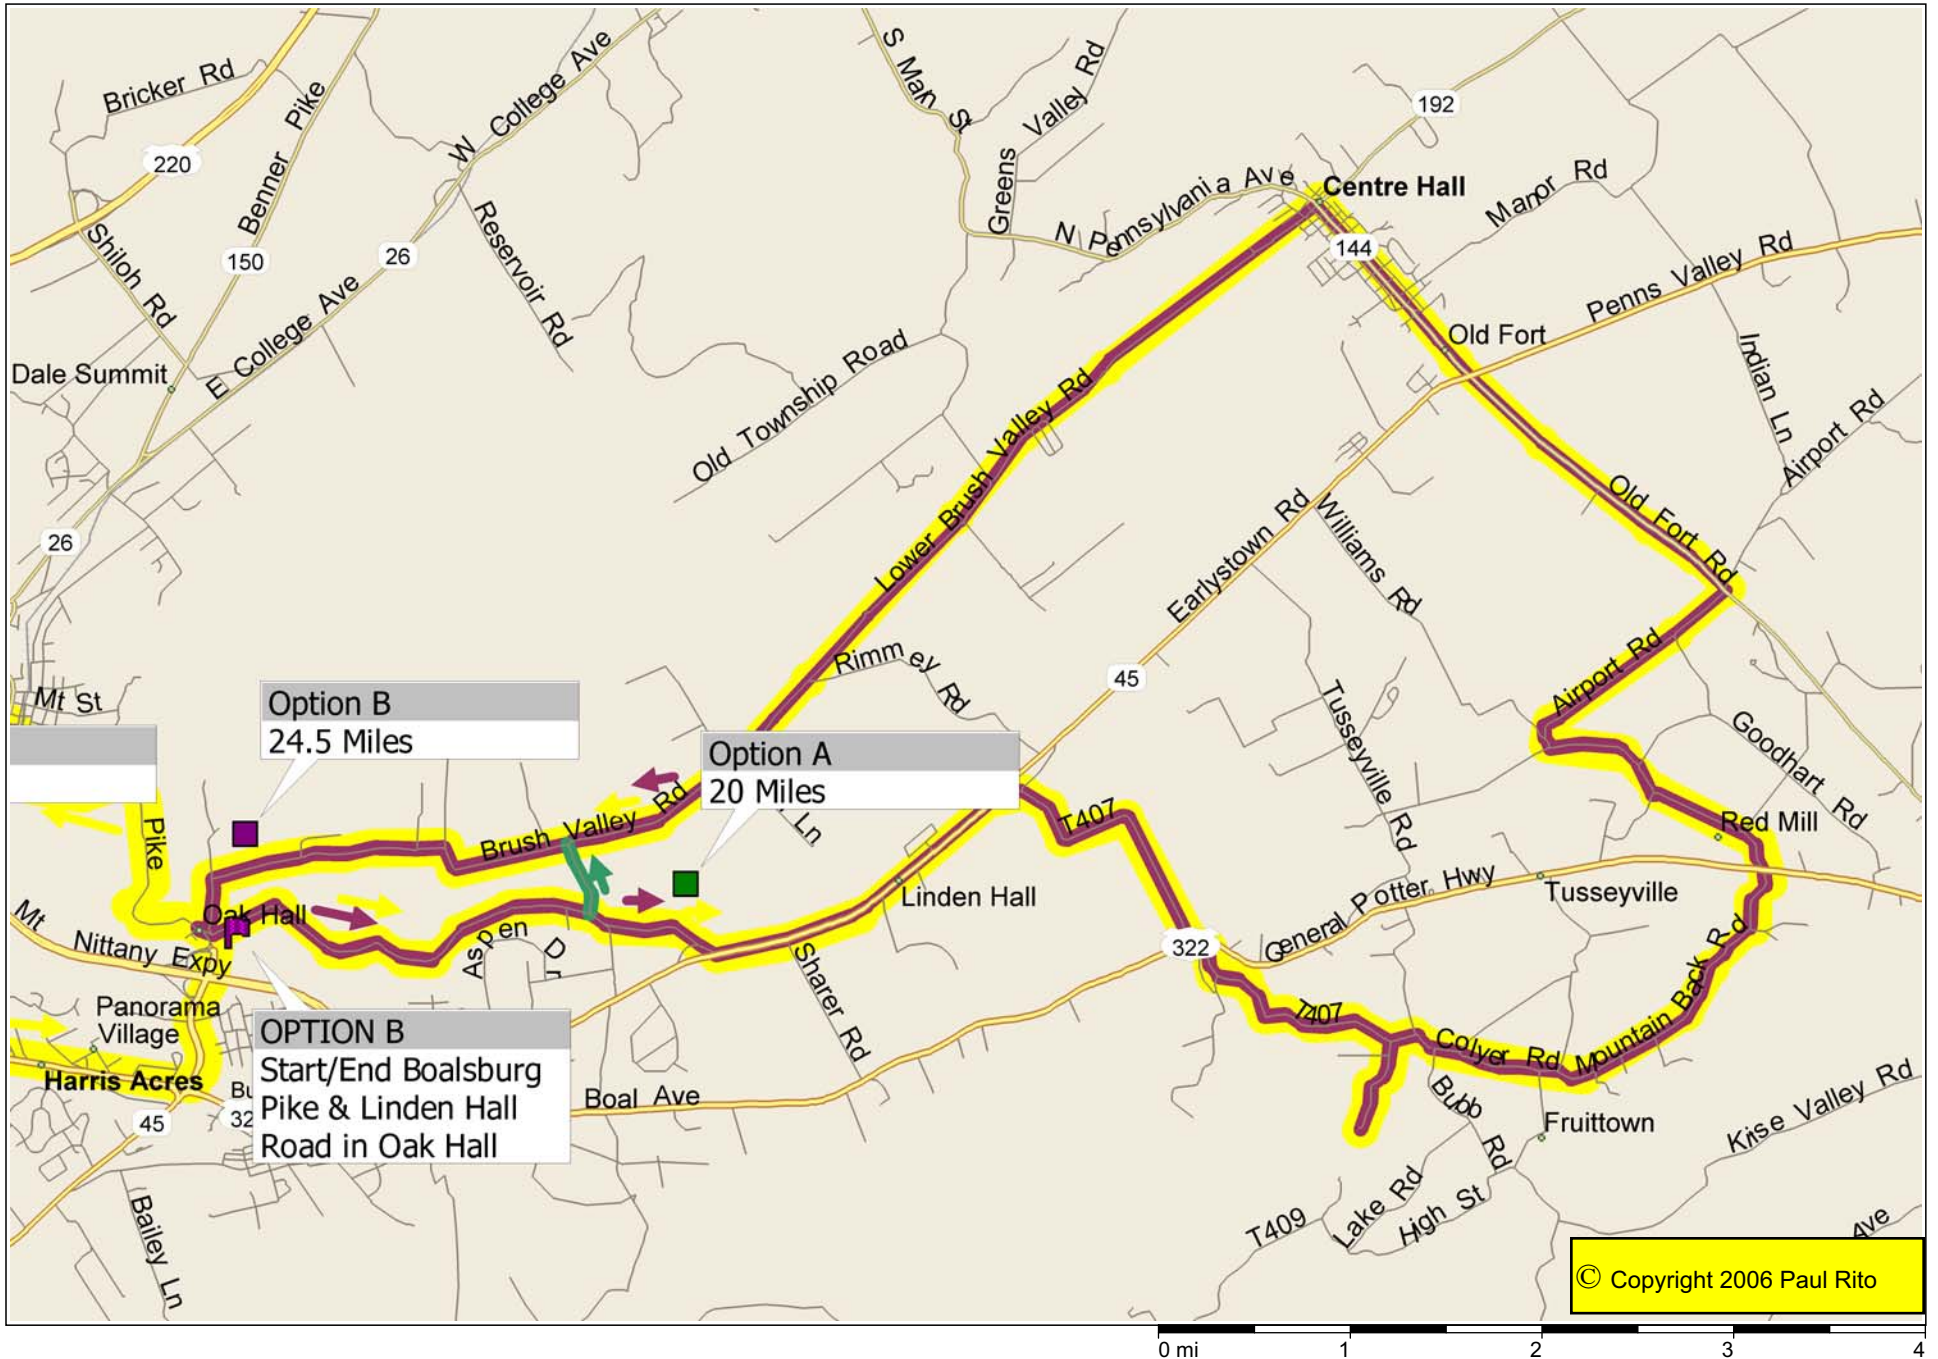 Bricker Rd
220
Benner Pike
150
Shiloh Rd
26
W College Ave
E College Ave
Reservoir Rd
Dale Summit
26
S Main St
Greens Valley Rd
N Pennsylvania Ave
192
Centre Hall
144
Manor Rd
Penns Valley Rd
Old Fort
Indian Ln
Airport Rd
Old Township Road
Lower Brush Valley Rd
Earlystown Rd
Williams Rd
Old Fort Rd
Airport Rd
Rimmey Rd
45
Tusseyville Rd
Goodhart Rd
Mt St
Option B
24.5 Miles
Option A
20 Miles
Ln
Pike
Brush Valley Rd
T407
Red Mill
Linden Hall
General Potter Hwy
Tusseyville
Oak Hall
Mt Nittany Expy
Aspen Dr
Sharer Rd
322
Panorama
Village
OPTION B
Start/End Boalsburg
Pike & Linden Hall
Road in Oak Hall
T407
Colyer Rd
Mountain Back Rd
Harris Acres
Bu
32
45
Boal Ave
Bubb Rd
Fruittown
Krise Valley Rd
Bailey Ln
T409
Lake Rd
High St
Ave
© Copyright 2006 Paul Rito
0 mi 1 2 3 4